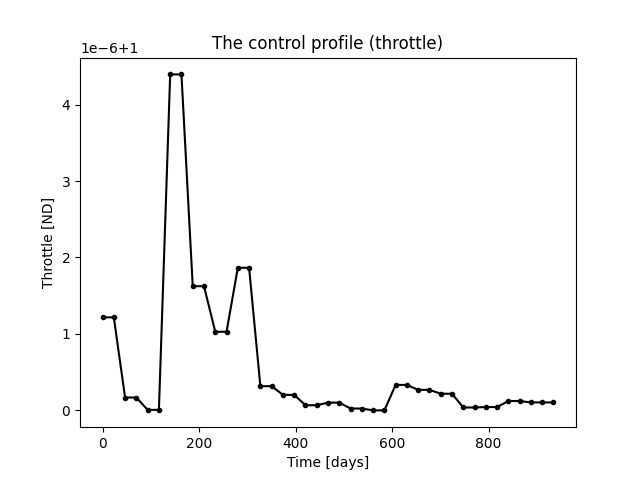 The control profile (throttle)
1e−6+1
4
3
2
1
0
Throttle [ND]
0 200 400 600 800
Time [days]